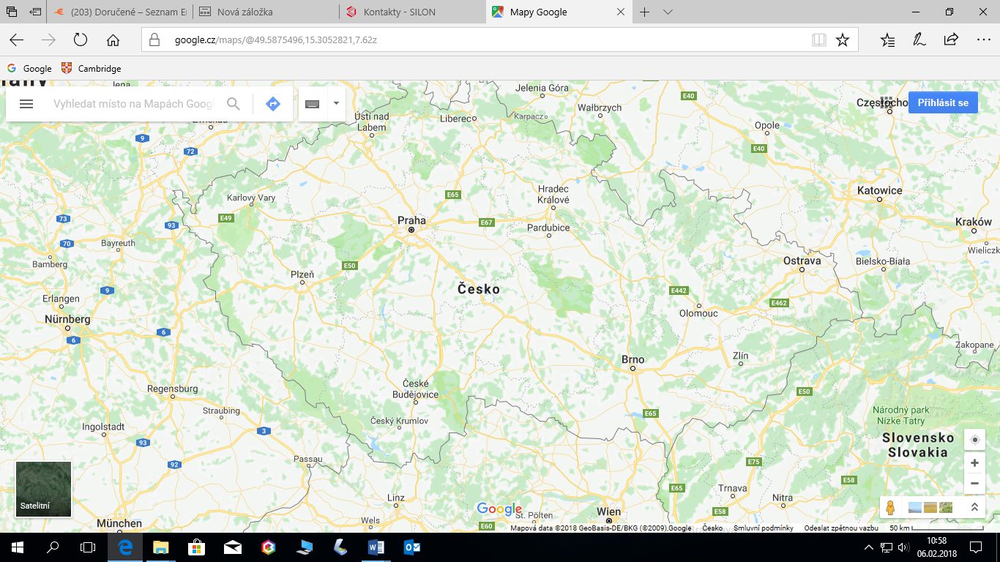 (203) Doručené – Seznam E
Nová záložka
Kontakty - SILON
Mapy Google
google.cz/maps/@49.5875496,15.3052821,7.62z
Google
Cambridge
Jena
Vyhledat místo na Mapách Goog
Přihlásit se
Jelenia Góra
E40
Częstocho
Ústí nad
Labem
Liberec
Karpacz
Wałbrzych
Opole
9
72
E40
Karlovy Vary
E65
Hradec
Králové
Katowice
73
93
E49
Praha
E67
Pardubice
Kraków
70
Bayreuth
Wieliczk
Bamberg
E50
Plzeň
Ostrava
Bielsko-Biała
9
Česko
E442
Erlangen
E462
Olomouc
Nürnberg
6
6
Zakopane
Brno
Zlín
Regensburg
České
Budějovice
E50
Straubing
E65
Národný park
Nízke Tatry
Ingolstadt
3
Český Krumlov
Slovensko
Slovakia
93
92
Passau
E75
E58
Satelitní
E65
Trnava
Nitra
Linz
E58
München
Wels
Google
St. Pölten
Wien
E60
Mapová data ©2018 GeoBasis-DE/BKG (©2009),Google
Česko
Smluvní podmínky
Odeslat zpětnou vazbu
50 km
10:58
06.02.2018